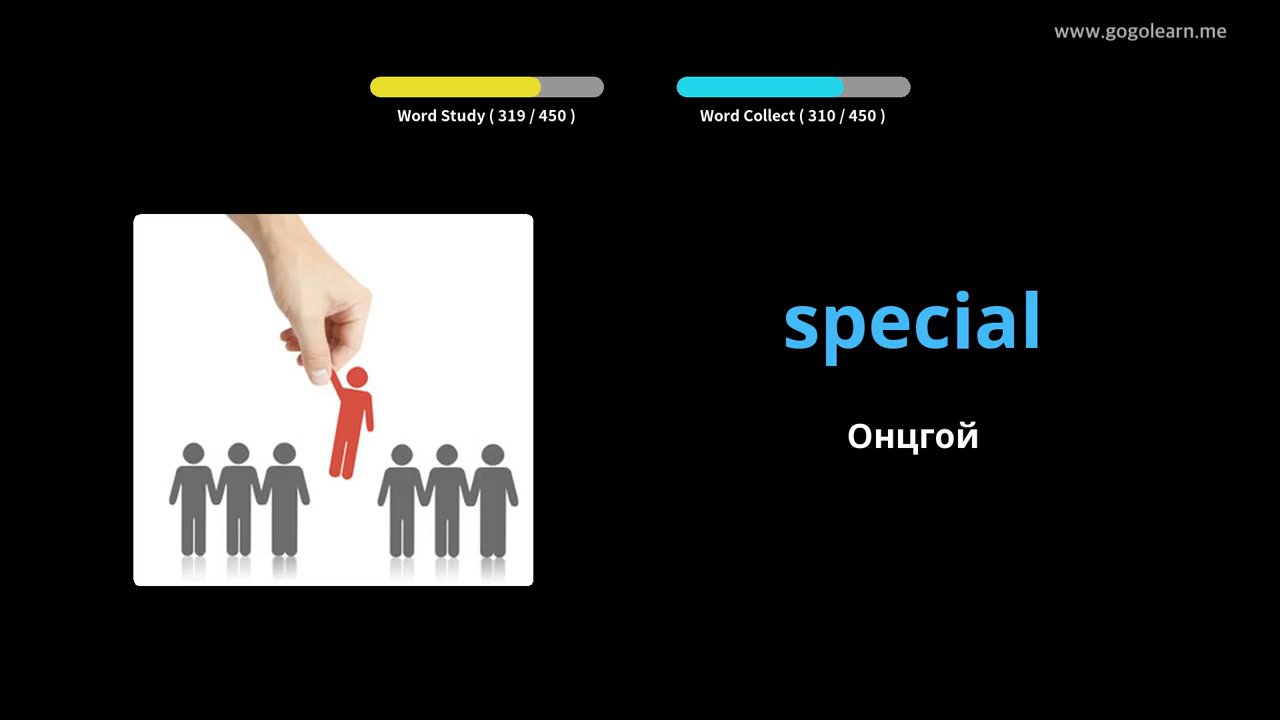 www.gogolearn.me
Word Study ( 319 / 450 )
Word Collect ( 310 / 450 )
special
Онцгой